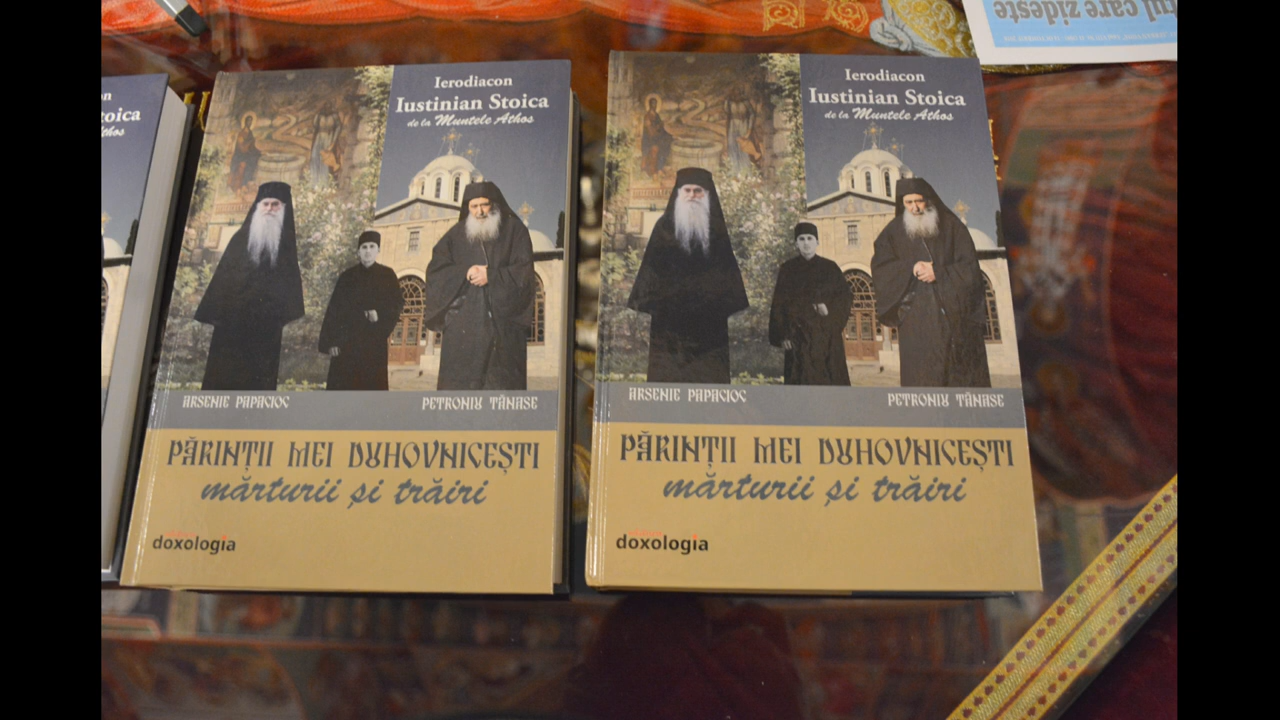 on
toica
thos
Ierodiacon
Iustinian Stoica
de la Muntele Athos
ARSENIE PAPACIOC
PETRONIU TĂNASE
PĂRINȚII MEI DUHOVNICEȘTI
mărturii și trăiri
doxologia
Ierodiacon
Iustinian Stoica
de la Muntele Athos
ARSENIE PAPACIOC
PETRONIU TĂNASE
PĂRINȚII MEI DUHOVNICEȘTI
mărturii și trăiri
doxologia
tul care zidește